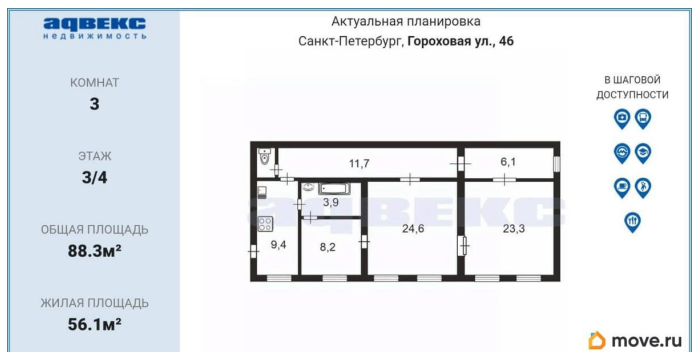 адвекс
недвижимость
КОМНАТ
3
ЭТАЖ
3/4
ОБЩАЯ ПЛОЩАДЬ
88.3м²
ЖИЛАЯ ПЛОЩАДЬ
56.1м²
Актуальная планировка
Санкт-Петербург, Гороховая ул., 46
В ШАГОВОЙ
ДОСТУПНОСТИ
11,7
6,1
3,9
9,4
8,2
24,6
23,3
адвекс
move.ru